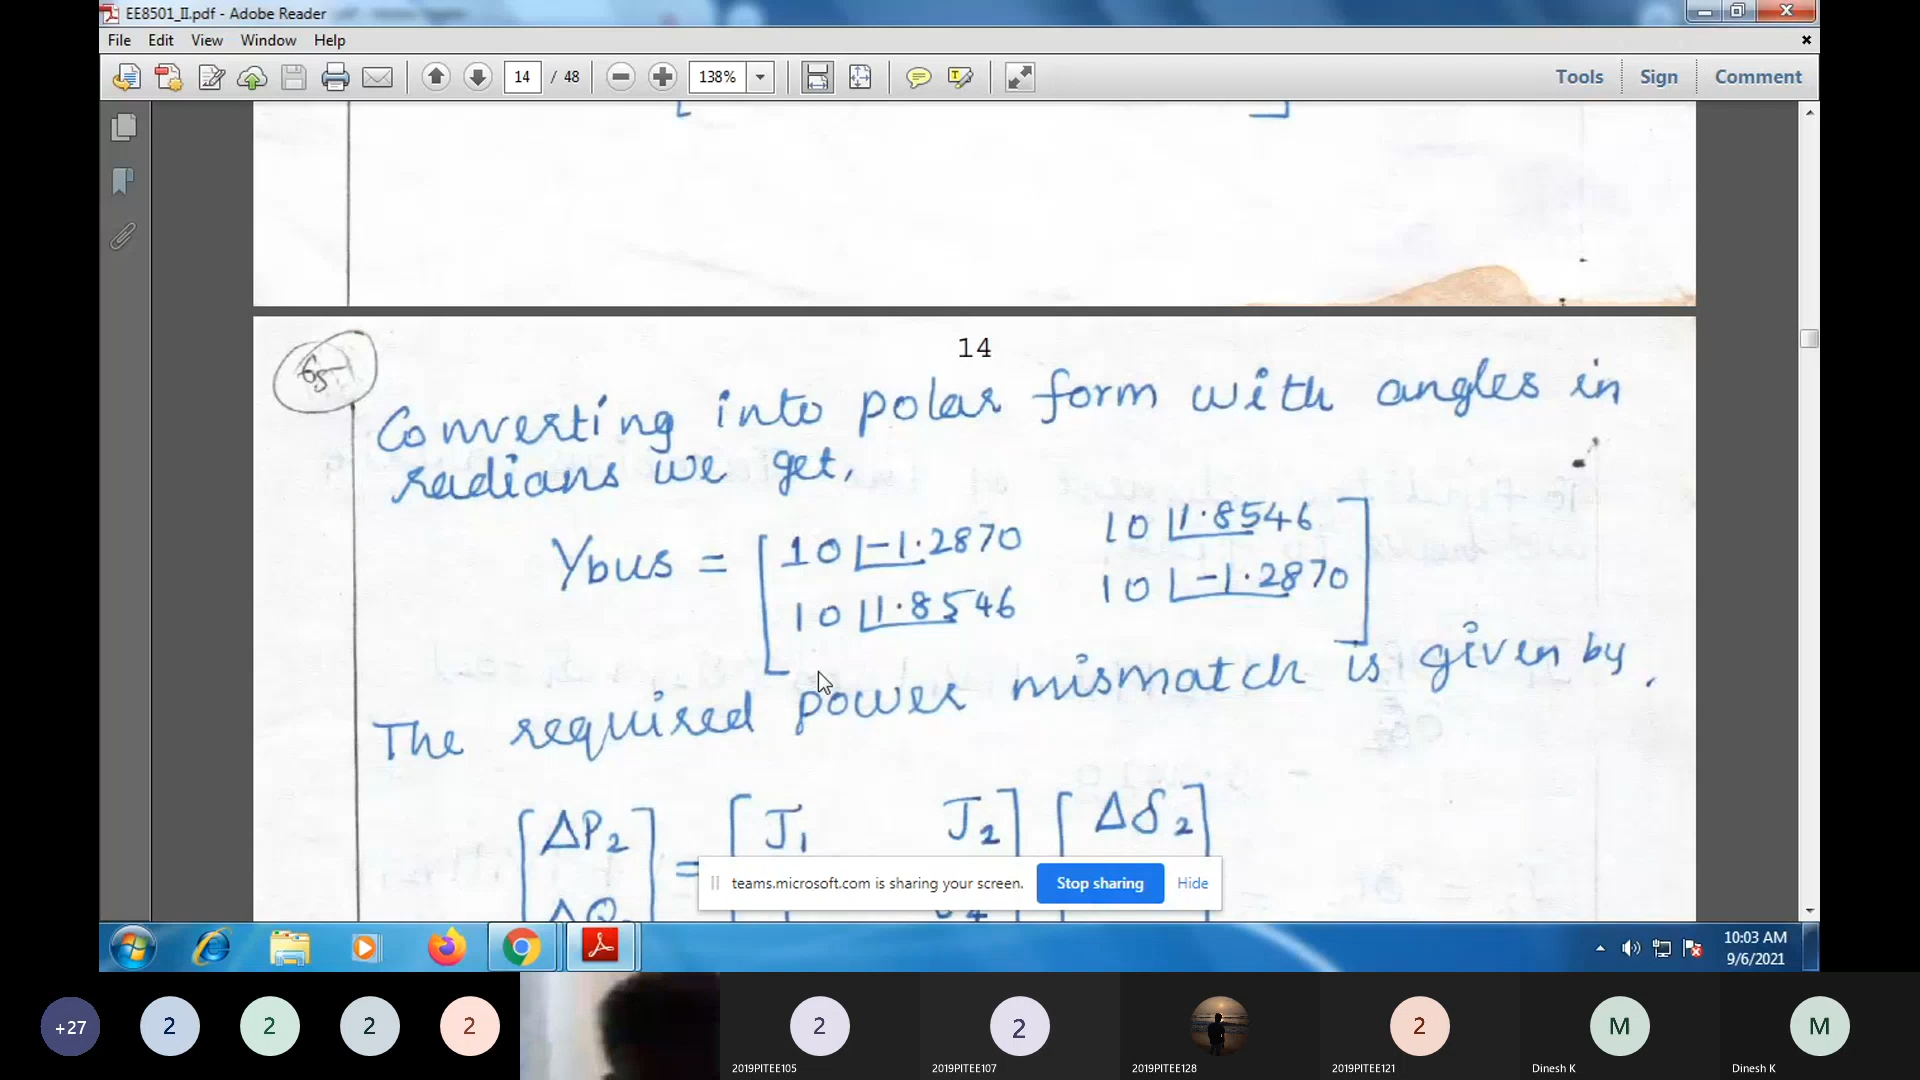 EE8501_II.pdf - Adobe Reader
File Edit View Window Help
14 / 48 138% Tools Sign Comment
14
Converting into polar form with angles in
radians we get,
Ybus = [ 10 ∠-1.2870 10 ∠1.8546
10 ∠1.8546 10 ∠-1.2870 ]
The required power mismatch is given by.
[ ΔP2 ] = [ J1 J2 ] [ Δδ2 ]
teams.microsoft.com is sharing your screen. Stop sharing Hide
10:03 AM
9/6/2021
+27 2 2 2 2 2 2 2 M M
2019PITEE105 2019PITEE107 2019PITEE128 2019PITEE121 Dinesh K Dinesh K